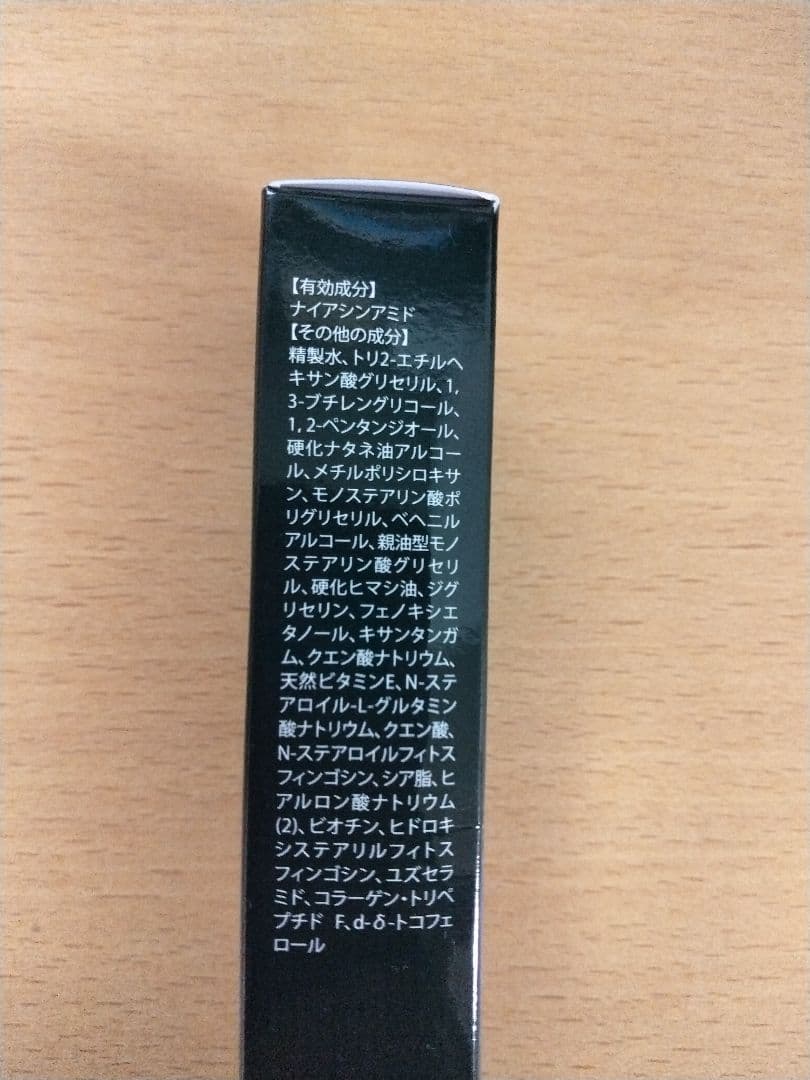 【有効成分】
ナイアシンアミド
【その他の成分】
精製水、トリ2-エチルヘ
キサン酸グリセリル、1,
3-ブチレングリコール、
1, 2-ペンタンジオール、
硬化ナタネ油アルコー
ル、メチルポリシロキサ
ン、モノステアリン酸ポ
リグリセリル、ベヘニル
アルコール、親油型モノ
ステアリン酸グリセリ
ル、硬化ヒマシ油、ジグ
リセリン、フェノキシエ
タノール、キサンタンガ
ム、クエン酸ナトリウム、
天然ビタミンE、N-ステ
アロイル-L-グルタミン
酸ナトリウム、クエン酸、
N-ステアロイルフィトス
フィンゴシン、シア脂、ヒ
アルロン酸ナトリウム
(2)、ビオチン、ヒドロキ
システアリルフィトス
フィンゴシン、ユズセラ
ミド、コラーゲン・トリペ
プチド F、d-δ-トコフェ
ロール